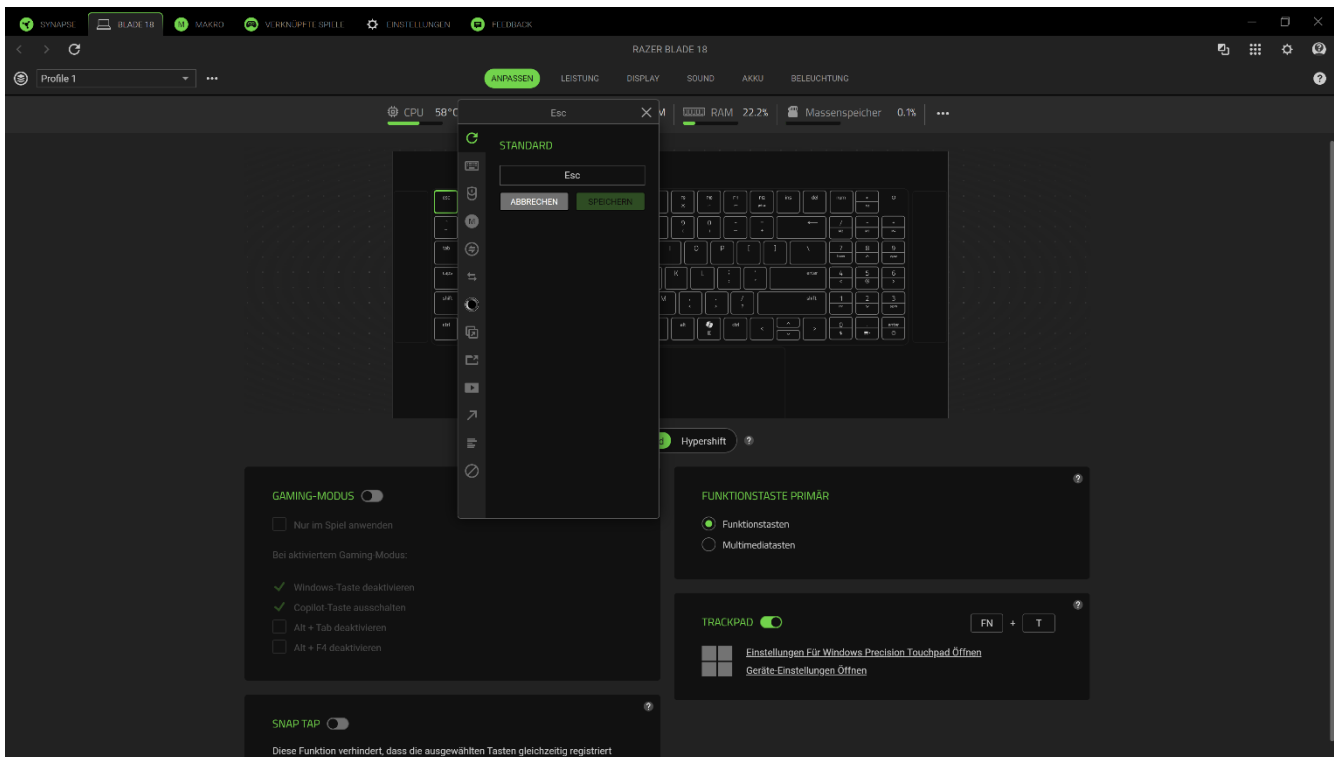 SYNAPSE
BLADE 18
MAKRO
VERKNÜPFTE SPIELE
EINSTELLUNGEN
FEEDBACK
RAZER BLADE 18
Profile 1
ANPASSEN
LEISTUNG
DISPLAY
SOUND
AKKU
BELEUCHTUNG
CPU 58°C
RAM 22.2%
Massenspeicher 0.1%
Esc
STANDARD
Esc
ABBRECHEN
SPEICHERN
Hypershift
GAMING-MODUS
Nur im Spiel anwenden
Bei aktiviertem Gaming-Modus:
Windows-Taste deaktivieren
Copilot-Taste ausschalten
Alt + Tab deaktivieren
Alt + F4 deaktivieren
SNAP TAP
Diese Funktion verhindert, dass die ausgewählten Tasten gleichzeitig registriert
FUNKTIONSTASTE PRIMÄR
Funktionstasten
Multimediatasten
TRACKPAD
FN + T
Einstellungen Für Windows Precision Touchpad Öffnen
Geräte-Einstellungen Öffnen